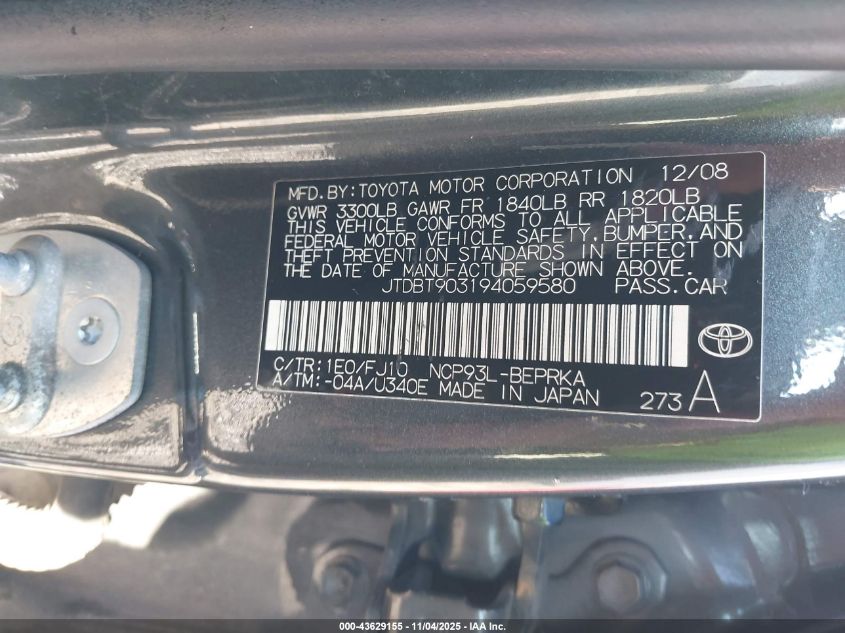 MFD.BY:TOYOTA MOTOR CORPORATION 12/08
GVWR 3300LB GAWR FR 1840LB RR 1820LB
THIS VEHICLE CONFORMS TO ALL APPLICABLE
FEDERAL MOTOR VEHICLE SAFETY, BUMPER, AND
THEFT PREVENTION STANDARDS IN EFFECT ON
THE DATE OF MANUFACTURE SHOWN ABOVE.
JTDBT903194059580 PASS.CAR
C/TR:1E0/FJ10 NCP93L-BEPRKA
A/TM:-04A/U340E MADE IN JAPAN
273 A
000-43629155 - 11/04/2025 - IAA Inc.